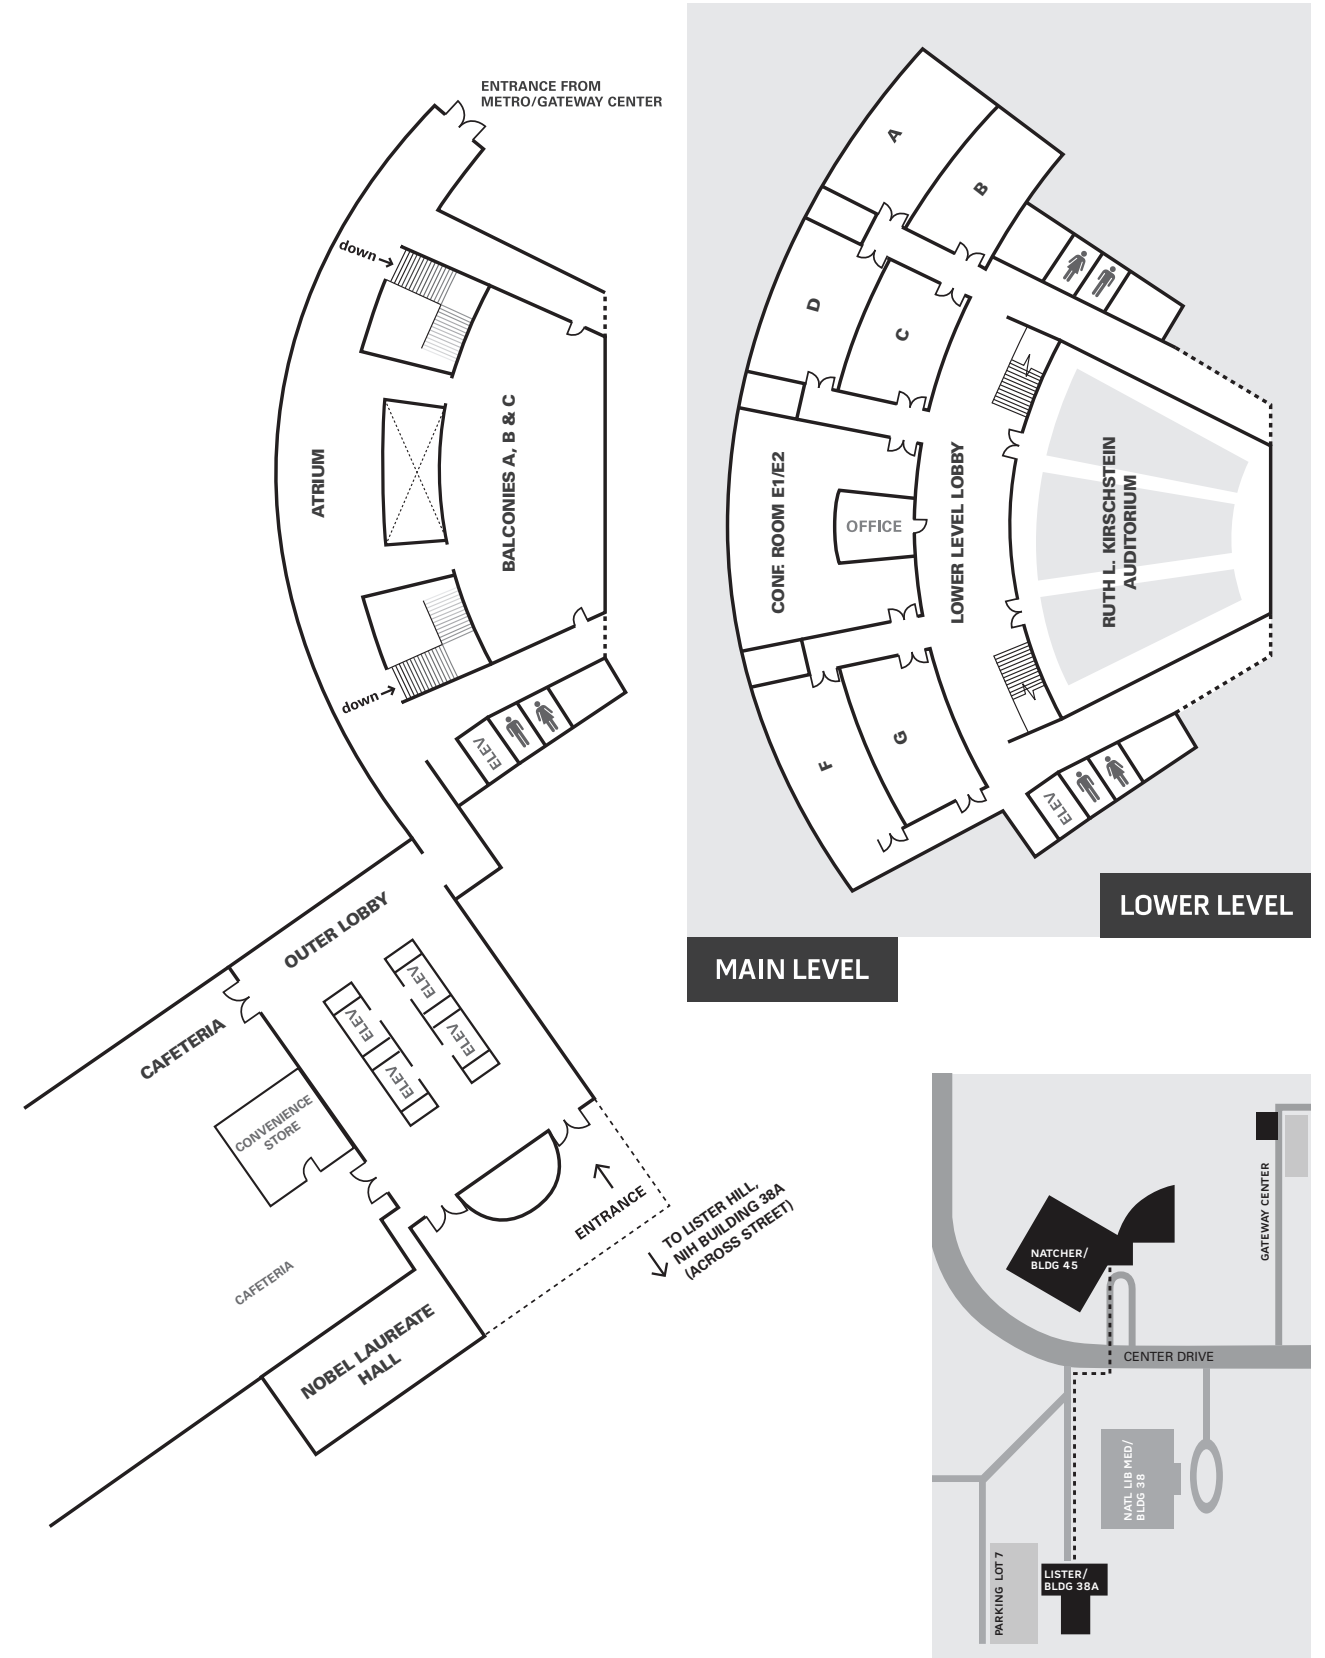 ENTRANCE FROM
METRO/GATEWAY CENTER
down
ATRIUM
BALCONIES A, B & C
down
ELEV
OUTER LOBBY
CAFETERIA
ELEV
ELEV
ELEV
ELEV
CONVENIENCE
STORE
CAFETERIA
ENTRANCE
TO LISTER HILL,
NIH BUILDING 38A
(ACROSS STREET)
NOBEL LAUREATE
HALL
MAIN LEVEL
A
B
D
C
CONF. ROOM E1/E2
OFFICE
LOWER LEVEL LOBBY
RUTH L. KIRSCHSTEIN
AUDITORIUM
F
G
ELEV
LOWER LEVEL
GATEWAY CENTER
NATCHER/
BLDG 45
CENTER DRIVE
NATL LIB MED/
BLDG 38
PARKING LOT 7
LISTER/
BLDG 38A